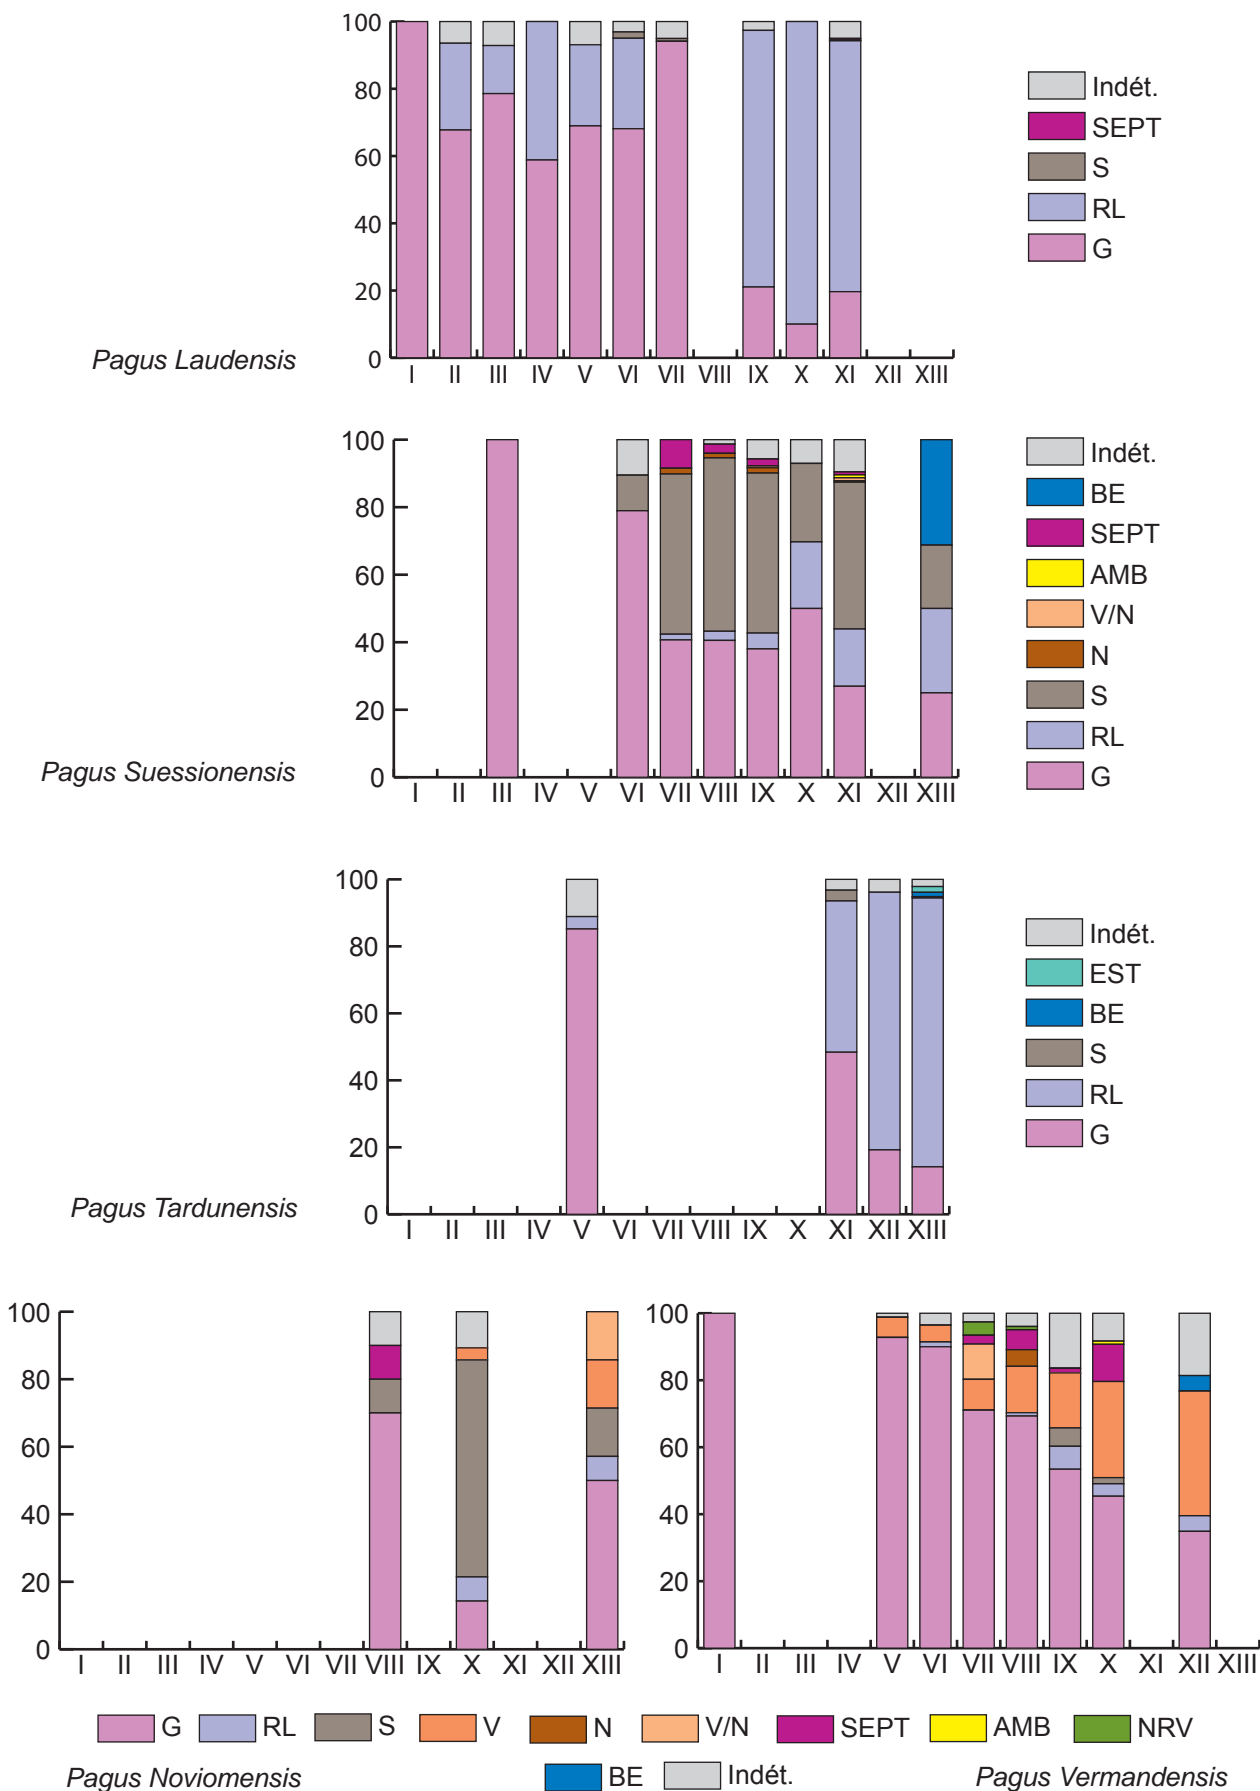 100
80
60
40
20
0
Pagus Laudensis
I II III IV V VI VII VIII IX X XI XII XIII
Indét.
SEPT
S
RL
G
100
80
60
40
20
0
Pagus Suessionensis
I II III IV V VI VII VIII IX X XI XII XIII
Indét.
BE
SEPT
AMB
V/N
N
S
RL
G
100
80
60
40
20
0
Pagus Tardunensis
I II III IV V VI VII VIII IX X XI XII XIII
Indét.
EST
BE
S
RL
G
100
80
60
40
20
0
I II III IV V VI VII VIII IX X XI XII XIII
100
80
60
40
20
0
I II III IV V VI VII VIII IX X XI XII XIII
G RL S V N V/N SEPT AMB NRV
BE Indét.
Pagus Noviomensis
Pagus Vermandensis